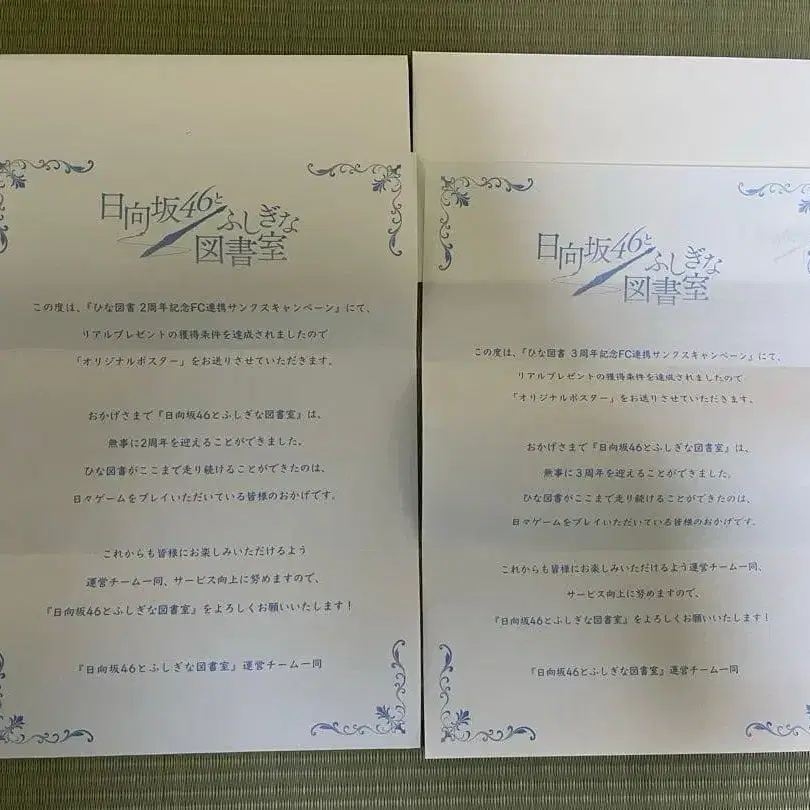 日向坂46と
ふしぎな
図書室
この度は、『ひな図書 2周年記念FC連携サンクスキャンペーン』にて、
リアルプレゼントの獲得条件を達成されましたので
「オリジナルポスター」をお送りさせていただきます。
おかげさまで『日向坂46とふしぎな図書室』は、
無事に2周年を迎えることができました。
ひな図書がここまで走り続けることができたのは、
日々ゲームをプレイいただいている皆様のおかげです。
これからも皆様にお楽しみいただけるよう
運営チーム一同、サービス向上に努めますので、
『日向坂46とふしぎな図書室』をよろしくお願いいたします!
『日向坂46とふしぎな図書室』運営チーム一同
日向坂46と
ふしぎな
図書室
この度は、『ひな図書 3周年記念FC連携サンクスキャンペーン』にて、
リアルプレゼントの獲得条件を達成されましたので
「オリジナルポスター」をお送りさせていただきます。
おかげさまで『日向坂46とふしぎな図書室』は、
無事に3周年を迎えることができました。
ひな図書がここまで走り続けることができたのは、
日々ゲームをプレイいただいている皆様のおかげです。
これからも皆様にお楽しみいただけるよう運営チーム一同、
サービス向上に努めますので、
『日向坂46とふしぎな図書室』をよろしくお願いいたします!
『日向坂46とふしぎな図書室』運営チーム一同